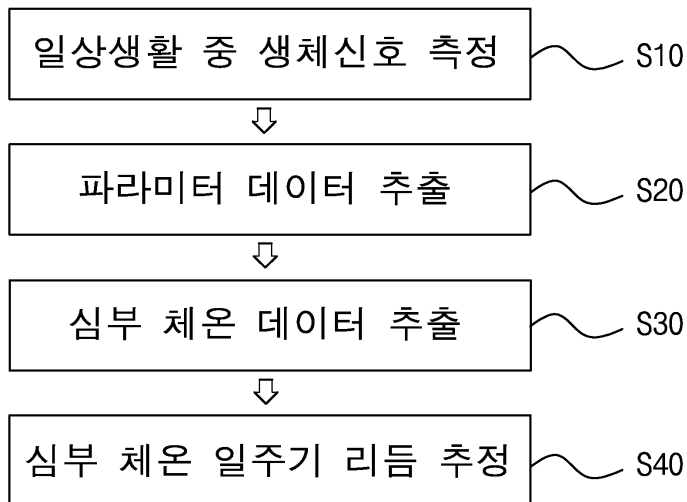 일상생활 중 생체신호 측정 S10
파라미터 데이터 추출 S20
심부 체온 데이터 추출 S30
심부 체온 일주기 리듬 추정 S40